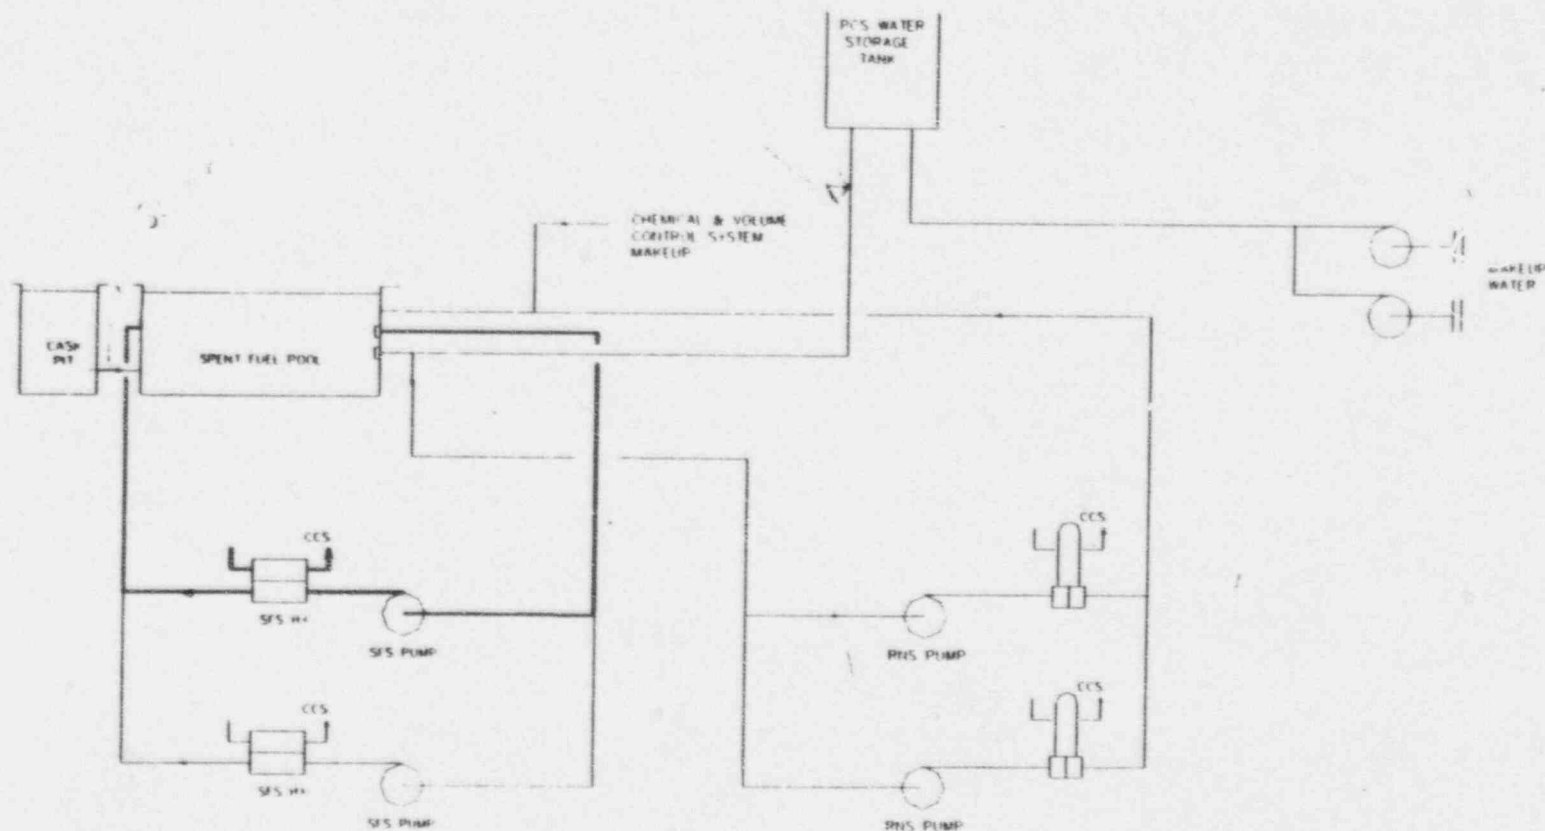 PCS WATER
STORAGE
TANK
CHEMICAL & VOLUME
CONTROL SYSTEM
MAKEUP
MAKEUP
WATER
CASK
PIT
SPENT FUEL POOL
CCS
CCS
SFS HX
SFS PUMP
RNS PUMP
CCS
CCS
SFS HX
SFS PUMP
RNS PUMP